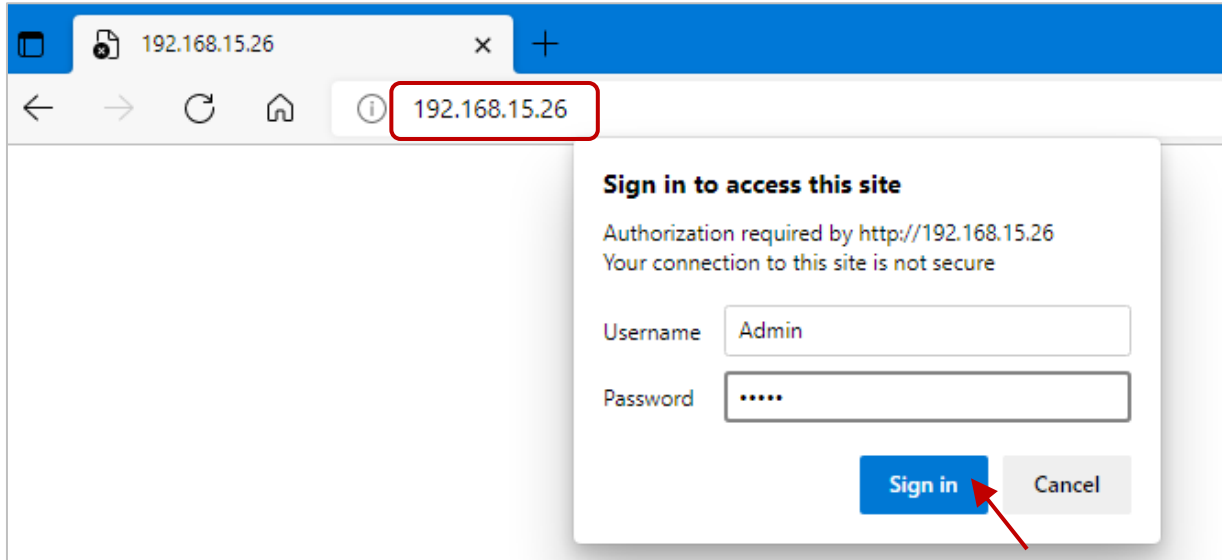 192.168.15.26
192.168.15.26
Sign in to access this site
Authorization required by http://192.168.15.26
Your connection to this site is not secure
Username Admin
Password •••••
Sign in Cancel